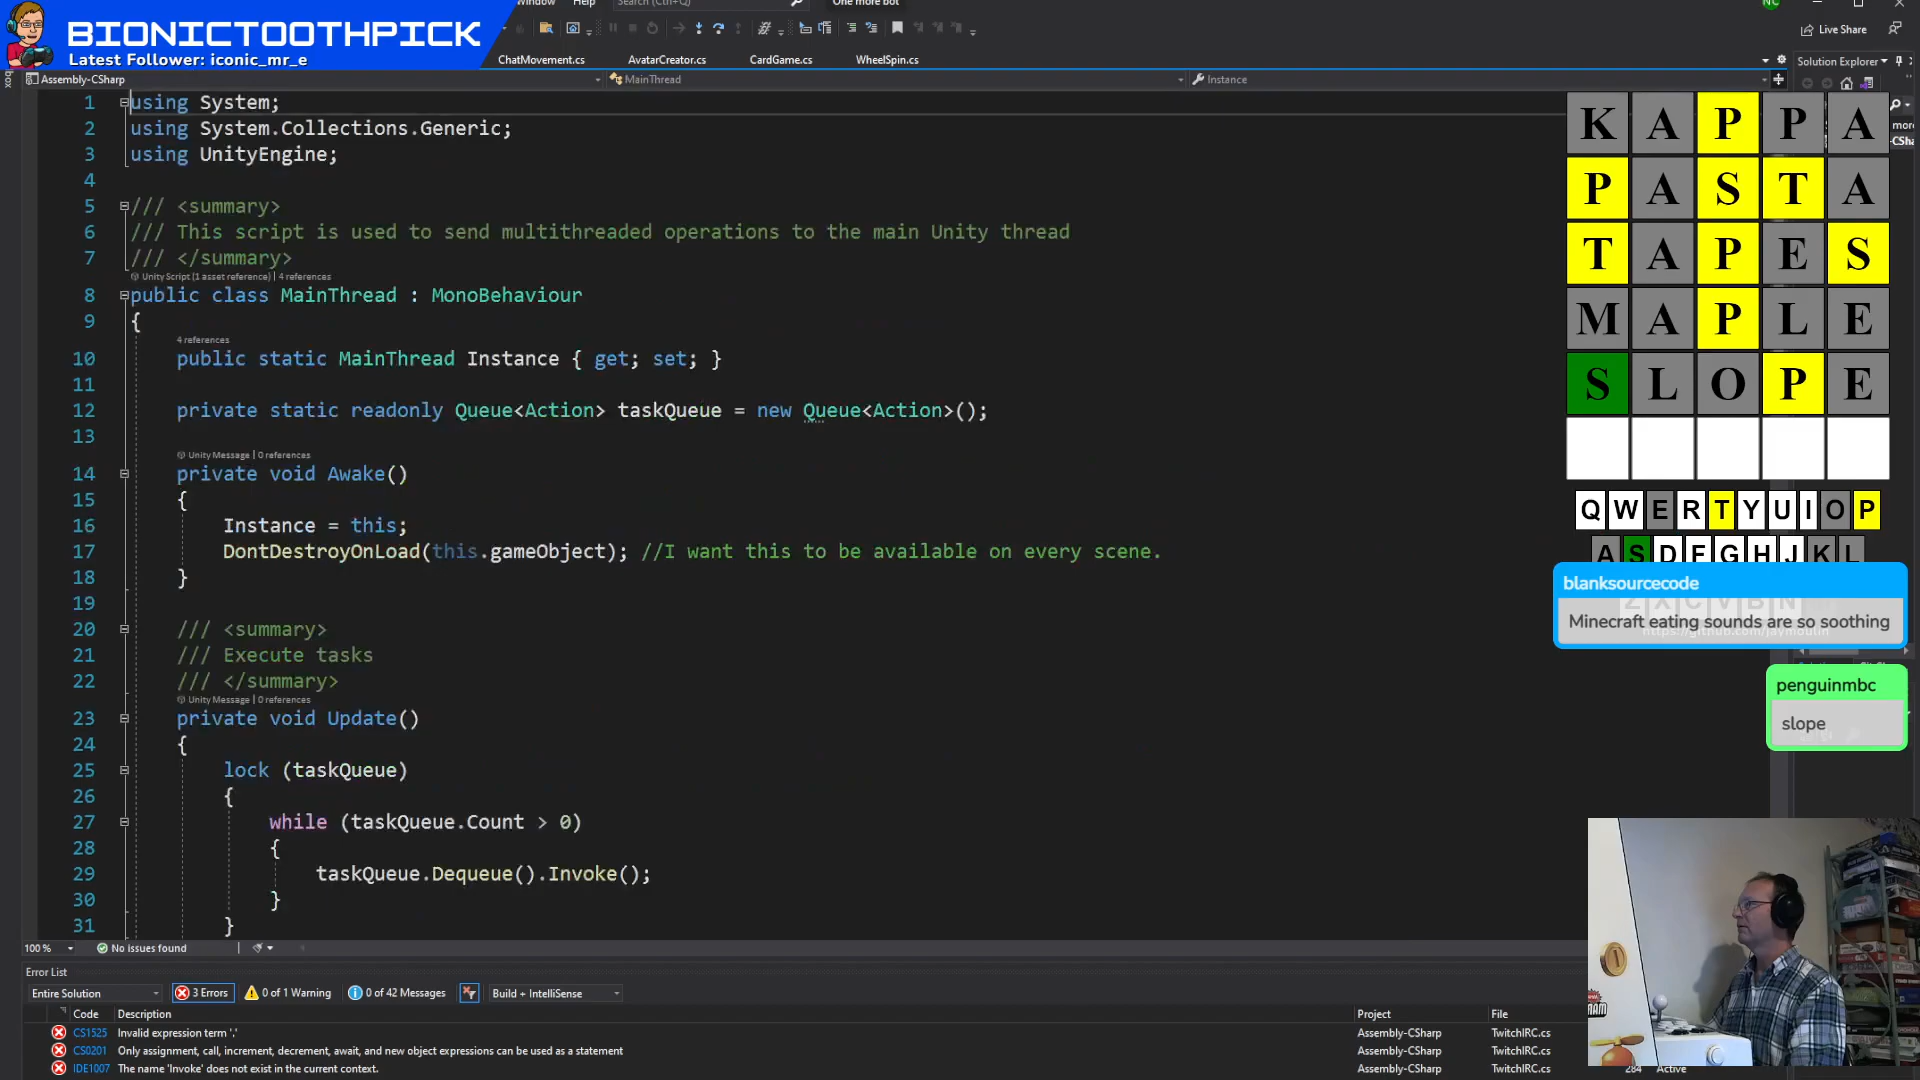 BIONICTOOTHPICK
Latest Follower: iconic_mr_e
Window Help Search (Ctrl+Q) One more bot
Live Share
ChatMovement.cs AvatarCreator.cs CardGame.cs WheelSpin.cs
Solution Explorer
Assembly-CSharp MainThread Instance
1 using System;
2 using System.Collections.Generic;
3 using UnityEngine;
4
5 /// <summary>
6 /// This script is used to send multithreaded operations to the main Unity thread
7 /// </summary>
Unity Script (1 asset reference) | 4 references
8 public class MainThread : MonoBehaviour
9 {
4 references
10 public static MainThread Instance { get; set; }
11
12 private static readonly Queue<Action> taskQueue = new Queue<Action>();
13
Unity Message | 0 references
14 private void Awake()
15 {
16 Instance = this;
17 DontDestroyOnLoad(this.gameObject); //I want this to be available on every scene.
18 }
19
20 /// <summary>
21 /// Execute tasks
22 /// </summary>
Unity Message | 0 references
23 private void Update()
24 {
25 lock (taskQueue)
26 {
27 while (taskQueue.Count > 0)
28 {
29 taskQueue.Dequeue().Invoke();
30 }
31 }
100 % No issues found
K A P P A
P A S T A
T A P E S
M A P L E
S L O P E
Q W E R T Y U I O P
A S D F G H J K L
Z X C V B N
blanksourcecode
Minecraft eating sounds are so soothing
penguinmbc
slope
Error List
Entire Solution 3 Errors 0 of 1 Warning 0 of 42 Messages Build + IntelliSense
Code Description Project File
CS1525 Invalid expression term '.' Assembly-CSharp TwitchIRC.cs
CS0201 Only assignment, call, increment, decrement, await, and new object expressions can be used as a statement Assembly-CSharp TwitchIRC.cs
IDE1007 The name 'Invoke' does not exist in the current context. Assembly-CSharp TwitchIRC.cs 284 Active